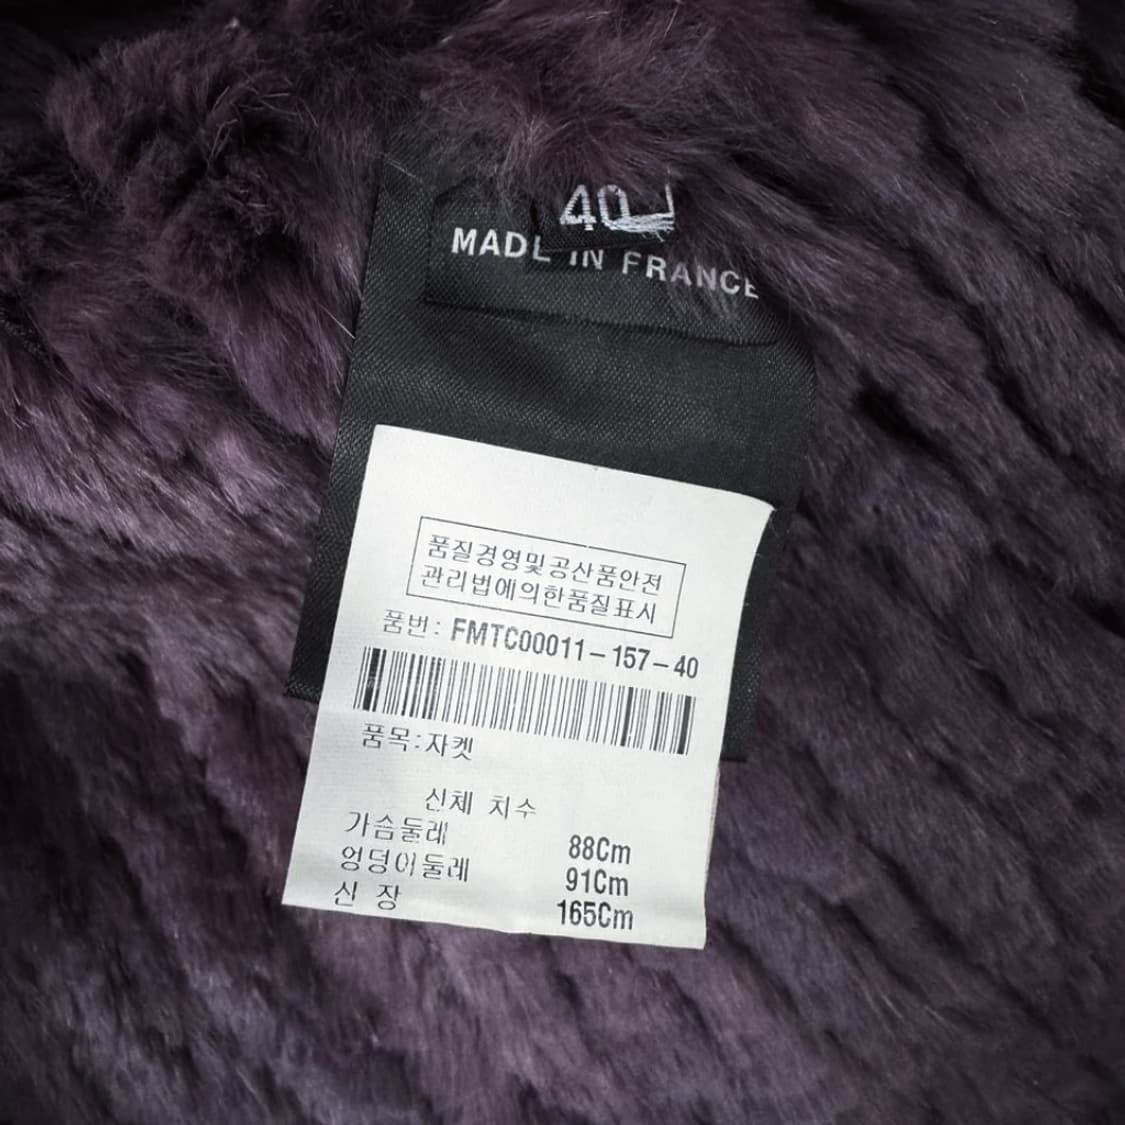 40
MADE IN FRANCE
품질경영및공산품안전
관리법에의한품질표시
품번: FMTC00011-157-40
품목:자켓
신체 치수
가슴둘레 88Cm
엉덩이둘레 91Cm
신 장 165Cm